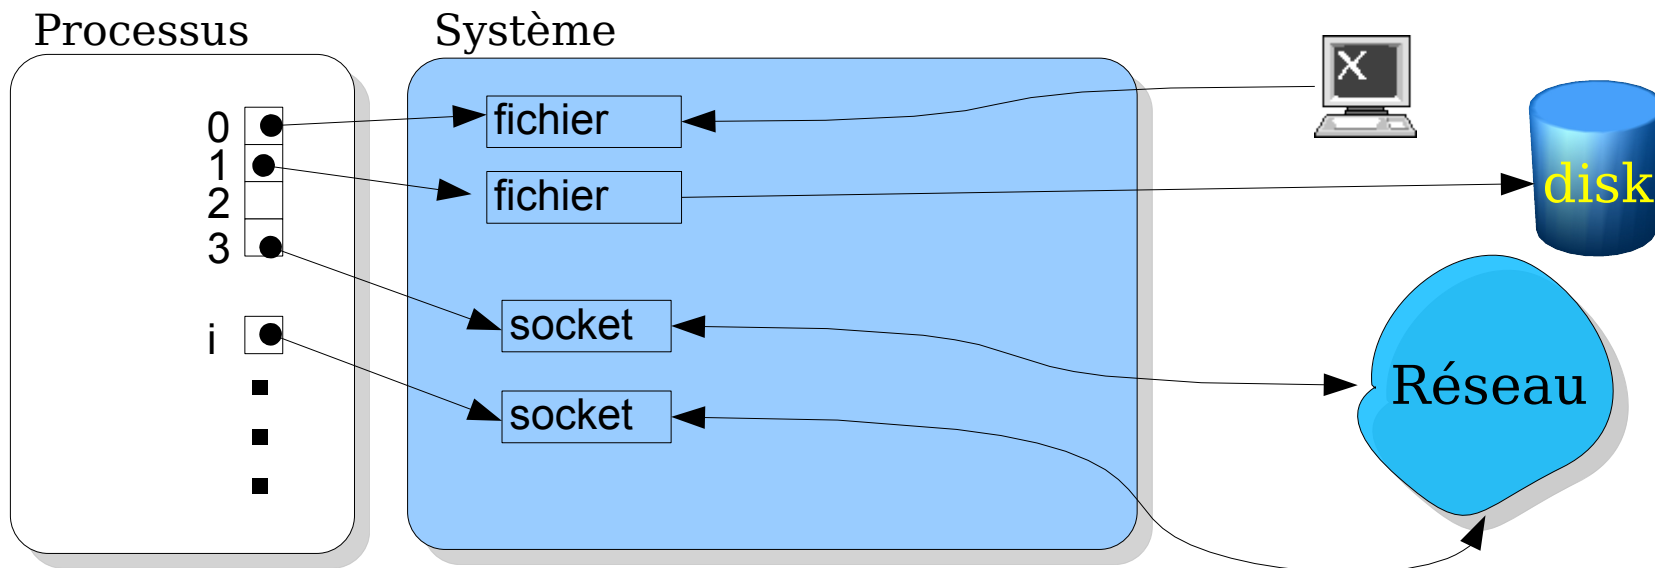 Processus
Système
0
fichier
1
fichier
2
3
i
socket
socket
X
disk
Réseau